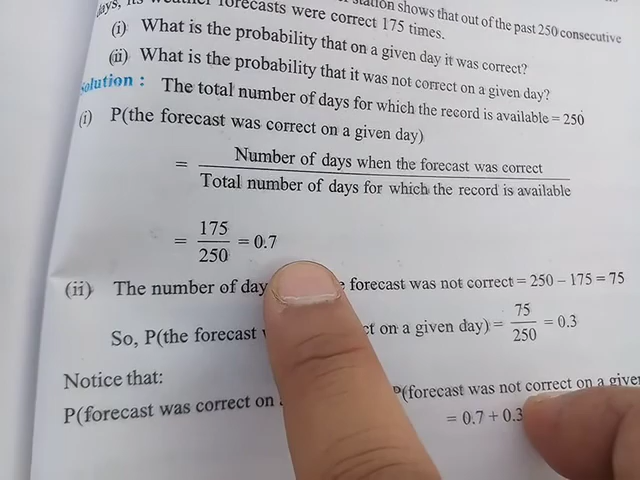 days, its weather forecasts were correct 175 times.
station shows that out of the past 250 consecutive
(i) What is the probability that on a given day it was correct?
(ii) What is the probability that it was not correct on a given day?
olution : The total number of days for which the record is available = 250
(i) P(the forecast was correct on a given day)
= Number of days when the forecast was correct
Total number of days for which the record is available
= 175/250 = 0.7
(ii) The number of day forecast was not correct = 250 – 175 = 75
So, P(the forecast ct on a given day) = 75/250 = 0.3
Notice that:
P(forecast was correct on P(forecast was not correct on a given
= 0.7 + 0.3